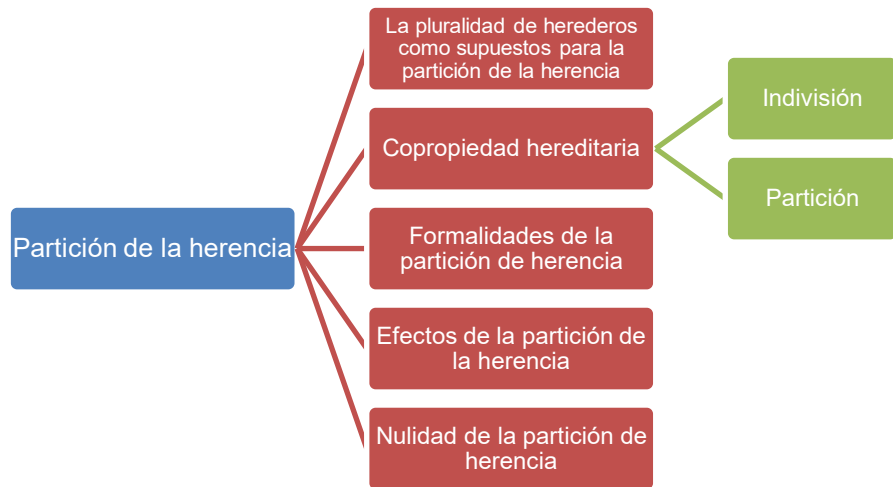 Partición de la herencia
La pluralidad de herederos
como supuestos para la
partición de la herencia
Copropiedad hereditaria
Indivisión
Partición
Formalidades de la
partición de herencia
Efectos de la partición de
la herencia
Nulidad de la partición de
herencia